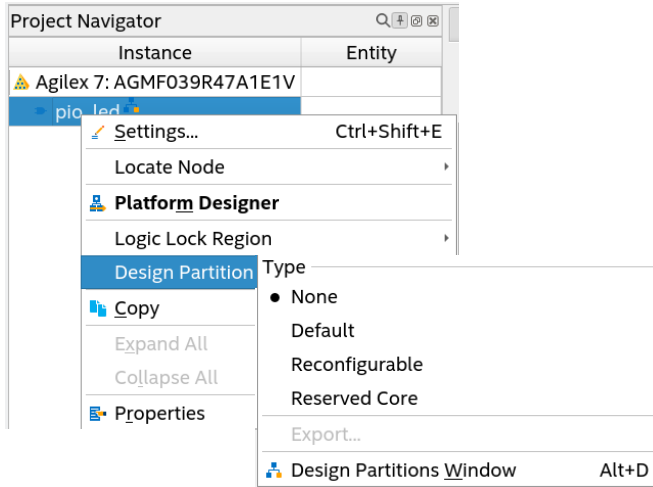 Project Navigator
Instance Entity
Agilex 7: AGMF039R47A1E1V
pio_led
Settings... Ctrl+Shift+E
Locate Node
Platform Designer
Logic Lock Region
Design Partition
Type
None
Copy
Default
Expand All
Reconfigurable
Collapse All
Reserved Core
Properties
Export...
Design Partitions Window Alt+D